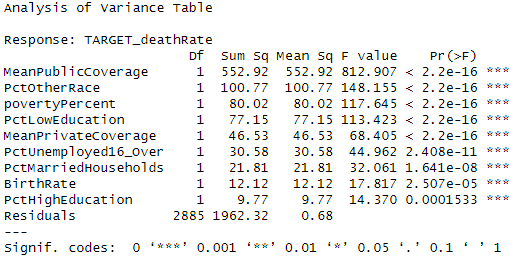 Analysis of Variance Table

Response: TARGET_deathRate
                      Df  Sum Sq Mean Sq F value    Pr(>F)    
MeanPublicCoverage     1  552.92  552.92 812.907 < 2.2e-16 ***
PctOtherRace           1  100.77  100.77 148.155 < 2.2e-16 ***
povertyPercent         1   80.02   80.02 117.645 < 2.2e-16 ***
PctLowEducation        1   77.15   77.15 113.423 < 2.2e-16 ***
MeanPrivateCoverage    1   46.53   46.53  68.405 < 2.2e-16 ***
PctUnemployed16_Over   1   30.58   30.58  44.962 2.408e-11 ***
PctMarriedHouseholds   1   21.81   21.81  32.061 1.641e-08 ***
BirthRate              1   12.12   12.12  17.817 2.507e-05 ***
PctHighEducation       1    9.77    9.77  14.370 0.0001533 ***
Residuals           2885 1962.32    0.68
---
Signif. codes:  0 ‘***’ 0.001 ‘**’ 0.01 ‘*’ 0.05 ‘.’ 0.1 ‘ ’ 1